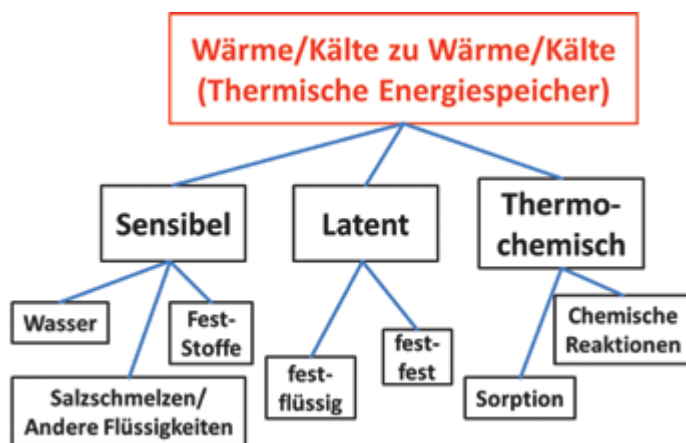 Wärme/Kälte zu Wärme/Kälte
(Thermische Energiespeicher)
Sensibel
Latent
Thermo-
chemisch
Wasser
Fest-
Stoffe
Salzschmelzen/
Andere Flüssigkeiten
fest-
flüssig
fest-
fest
Chemische
Reaktionen
Sorption